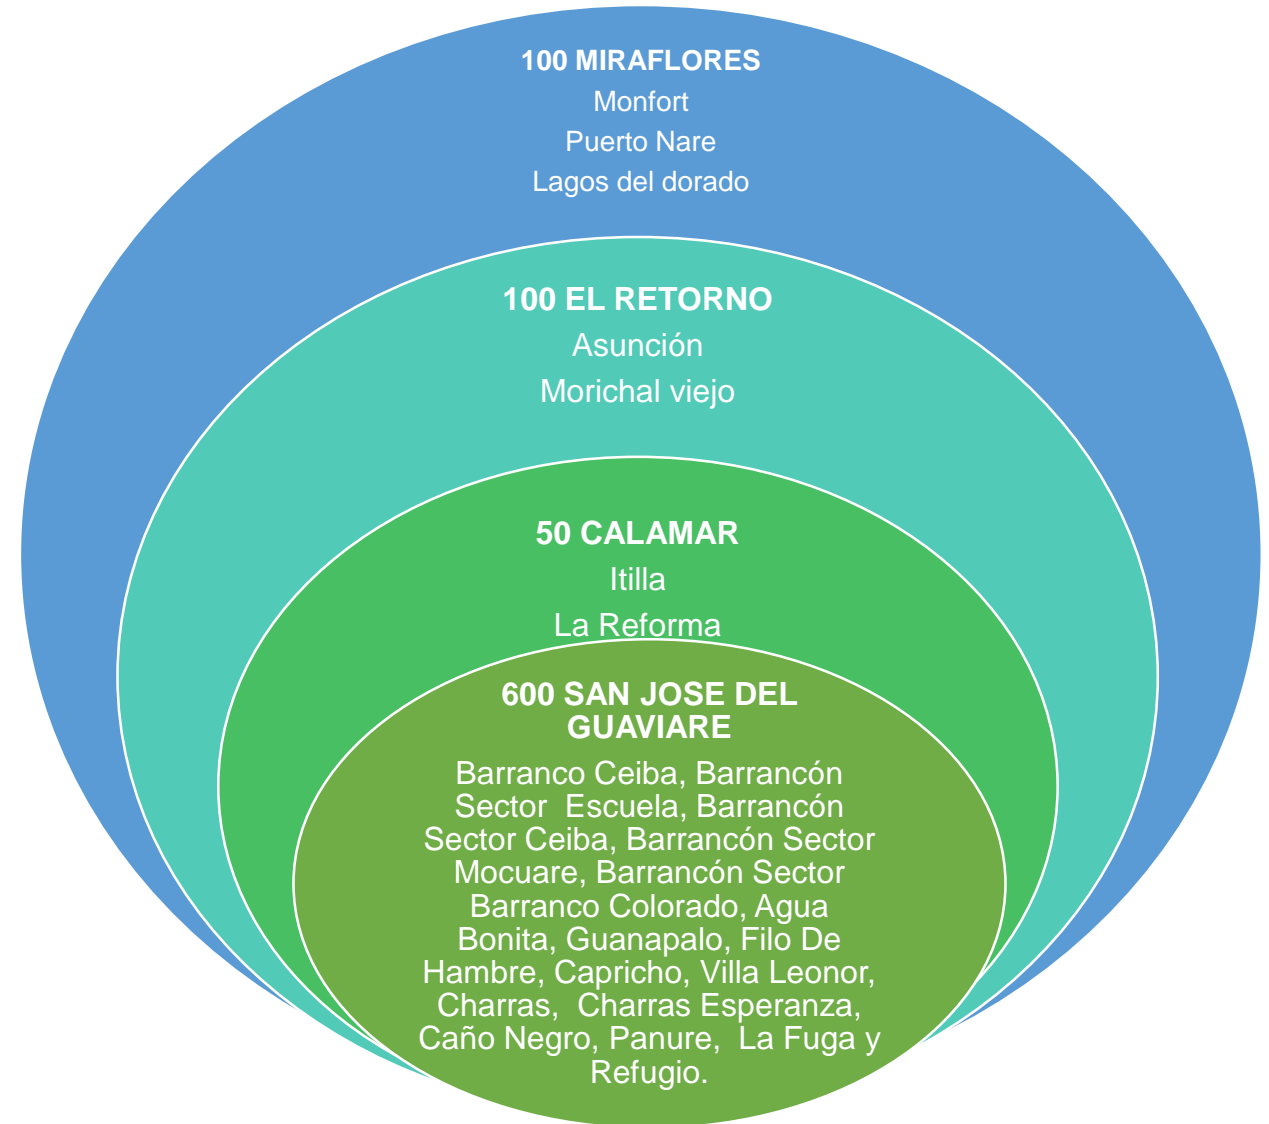 100 MIRAFLORES
Monfort
Puerto Nare
Lagos del dorado
100 EL RETORNO
Asunción
Morichal viejo
50 CALAMAR
Itilla
La Reforma
600 SAN JOSE DEL
GUAVIARE
Barranco Ceiba, Barrancón
Sector  Escuela, Barrancón
Sector Ceiba, Barrancón Sector
Mocuare, Barrancón Sector
Barranco Colorado, Agua
Bonita, Guanapalo, Filo De
Hambre, Capricho, Villa Leonor,
Charras,  Charras Esperanza,
Caño Negro, Panure,  La Fuga y
Refugio.